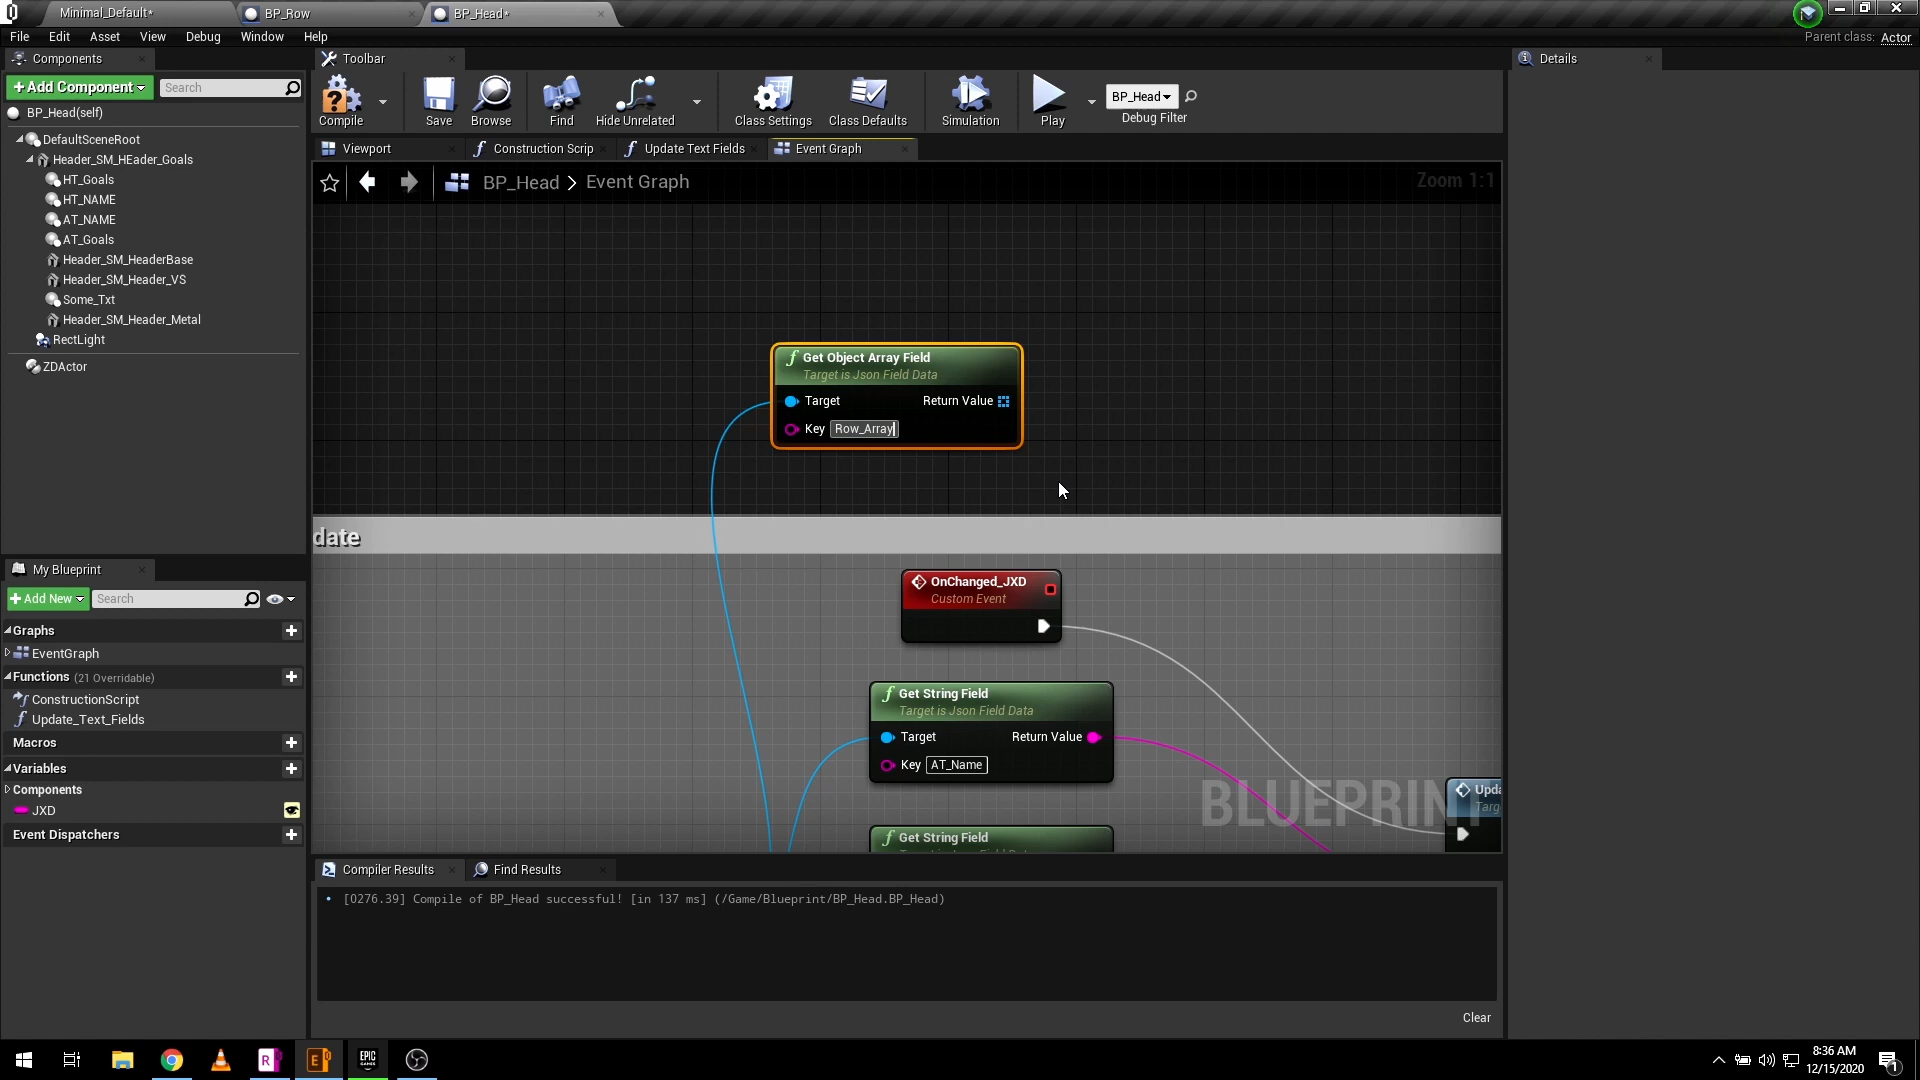 Minimal_Default*
BP_Row
BP_Head*
File Edit Asset View Debug Window Help
Parent class: Actor
Components
Toolbar
Details
+Add Component
Search
BP_Head(self)
DefaultSceneRoot
Header_SM_HEader_Goals
HT_Goals
HT_NAME
AT_NAME
AT_Goals
Header_SM_HeaderBase
Header_SM_Header_VS
Some_Txt
Header_SM_Header_Metal
RectLight
ZDActor
Compile
Save
Browse
Find
Hide Unrelated
Class Settings
Class Defaults
Simulation
Play
BP_Head
Debug Filter
Viewport
Construction Scrip
Update Text Fields
Event Graph
BP_Head > Event Graph
Zoom 1:1
Get Object Array Field
Target is Json Field Data
Target
Return Value
Key Row_Array
date
OnChanged_JXD
Custom Event
Get String Field
Target is Json Field Data
Target
Return Value
Key AT_Name
Get String Field
Upda
Targ
BLUEPRINT
My Blueprint
+Add New
Search
Graphs
EventGraph
Functions (21 Overridable)
ConstructionScript
Update_Text_Fields
Macros
Variables
Components
JXD
Event Dispatchers
Compiler Results
Find Results
[0276.39] Compile of BP_Head successful! [in 137 ms] (/Game/Blueprint/BP_Head.BP_Head)
Clear
8:36 AM
12/15/2020